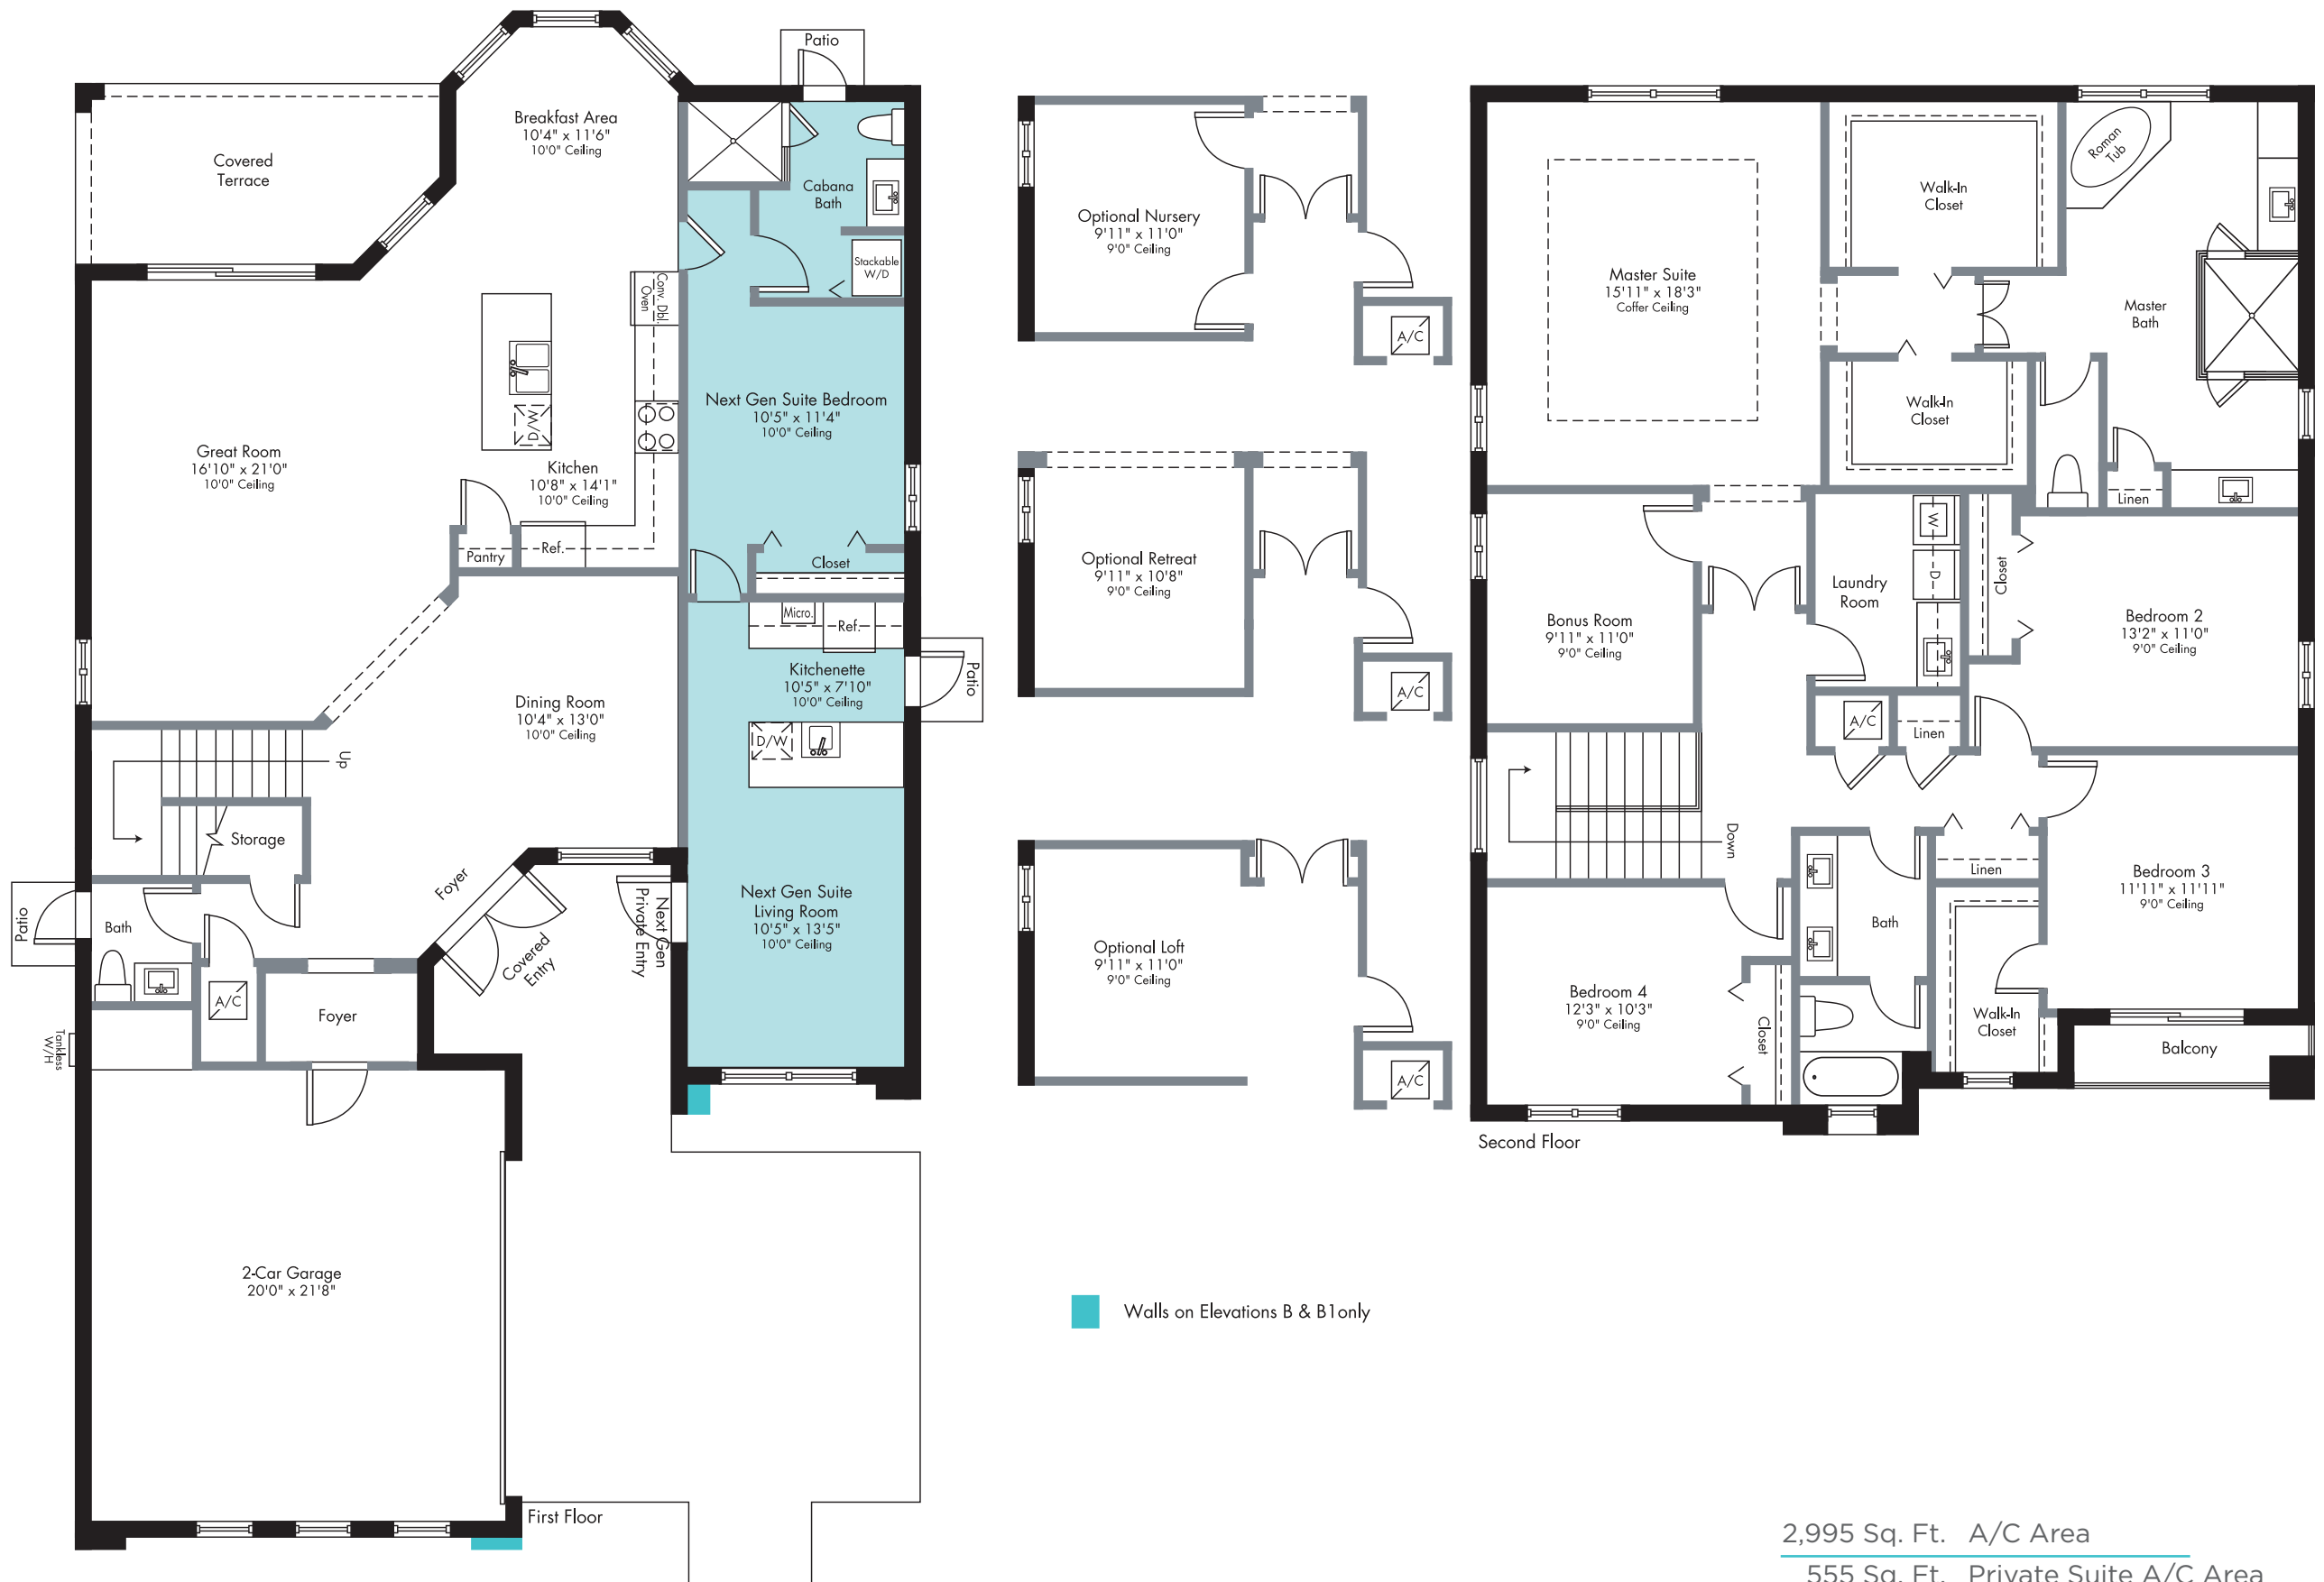 Patio
Breakfast Area
10'4" x 11'6"
10'0" Ceiling
Covered
Terrace
Cabana
Bath
Stackable
W/D
Conv. Dbl.
Oven
D/W
Next Gen Suite Bedroom
10'5" x 11'4"
10'0" Ceiling
Great Room
16'10" x 21'0"
10'0" Ceiling
Kitchen
10'8" x 14'1"
10'0" Ceiling
Pantry
Ref.
Closet
Micro.
Ref.
Kitchenette
10'5" x 7'10"
10'0" Ceiling
Patio
Dining Room
10'4" x 13'0"
10'0" Ceiling
D/W
Up
Storage
Foyer
Patio
Bath
Next Gen
Private Entry
Next Gen Suite
Living Room
10'5" x 13'5"
10'0" Ceiling
Covered
Entry
A/C
Foyer
Tankless
W/H
2-Car Garage
20'0" x 21'8"
First Floor
Optional Nursery
9'11" x 11'0"
9'0" Ceiling
A/C
Optional Retreat
9'11" x 10'8"
9'0" Ceiling
A/C
Optional Loft
9'11" x 11'0"
9'0" Ceiling
A/C
Walls on Elevations B & B1only
Roman
Tub
Walk-In
Closet
Master Suite
15'11" x 18'3"
Coffer Ceiling
Master
Bath
Walk-In
Closet
Linen
W
D
Closet
Laundry
Room
Bonus Room
9'11" x 11'0"
9'0" Ceiling
Bedroom 2
13'2" x 11'0"
9'0" Ceiling
A/C
Linen
Down
Linen
Bedroom 3
11'11" x 11'11"
9'0" Ceiling
Bath
Bedroom 4
12'3" x 10'3"
9'0" Ceiling
Closet
Walk-In
Closet
Balcony
Second Floor
2,995 Sq. Ft. A/C Area
555 Sq. Ft. Private Suite A/C Area